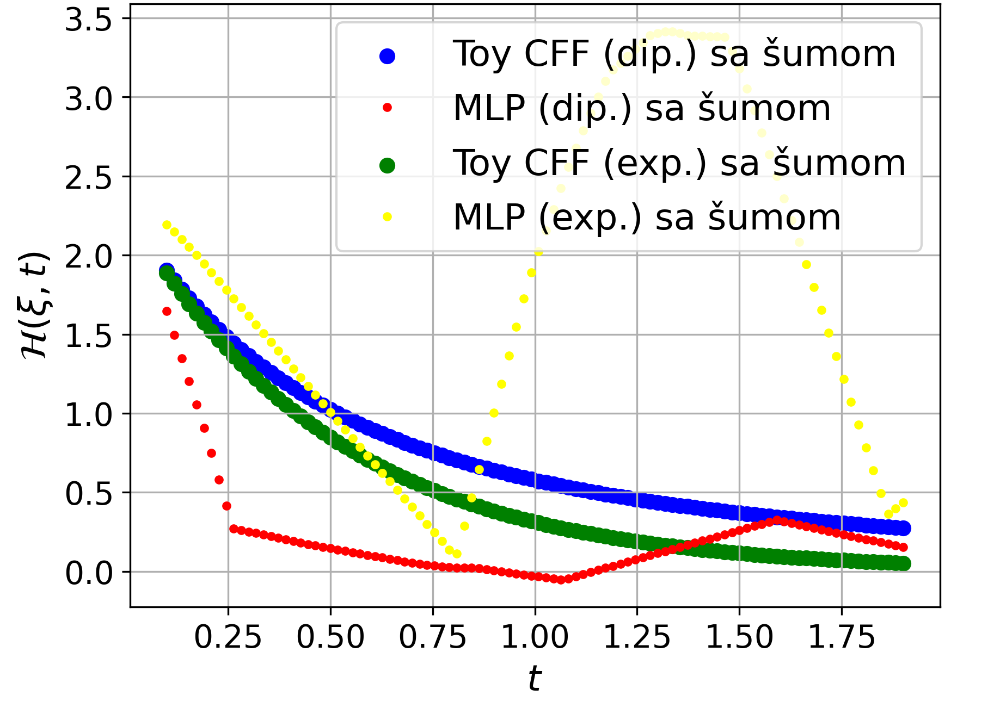 3.5
3.0
2.5
2.0
1.5
1.0
0.5
0.0
ℋ(ξ, t)
Toy CFF (dip.) sa šumom
MLP (dip.) sa šumom
Toy CFF (exp.) sa šumom
MLP (exp.) sa šumom
0.25 0.50 0.75 1.00 1.25 1.50 1.75
t